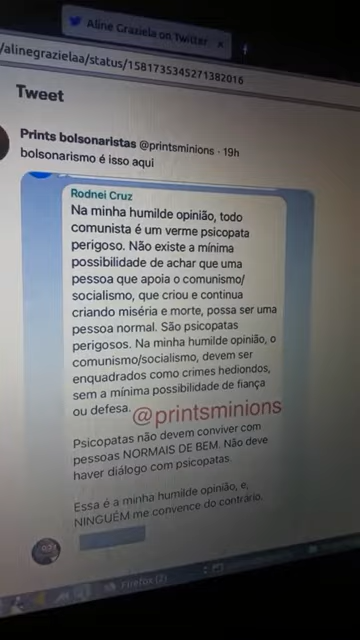 Aline Graziela on Twitter
/alinegrazielaa/status/1581735345271382016
Tweet
Prints bolsonaristas @printsminions · 19h
bolsonarismo é isso aqui
Rodnei Cruz
Na minha humilde opinião, todo
comunista é um verme psicopata
perigoso. Não existe a mínima
possibilidade de achar que uma
pessoa que apoia o comunismo/
socialismo, que criou e continua
criando miséria e morte, possa ser uma
pessoa normal. São psicopatas
perigosos. Na minha humilde opinião, o
comunismo/socialismo, devem ser
enquadrados como crimes hediondos,
sem a mínima possibilidade de fiança
ou defesa.
@printsminions
Psicopatas não devem conviver com
pessoas NORMAIS DE BEM. Não deve
haver diálogo com psicopatas.
Essa é a minha humilde opinião, e,
NINGUÉM me convence do contrário.
Firefox (2)